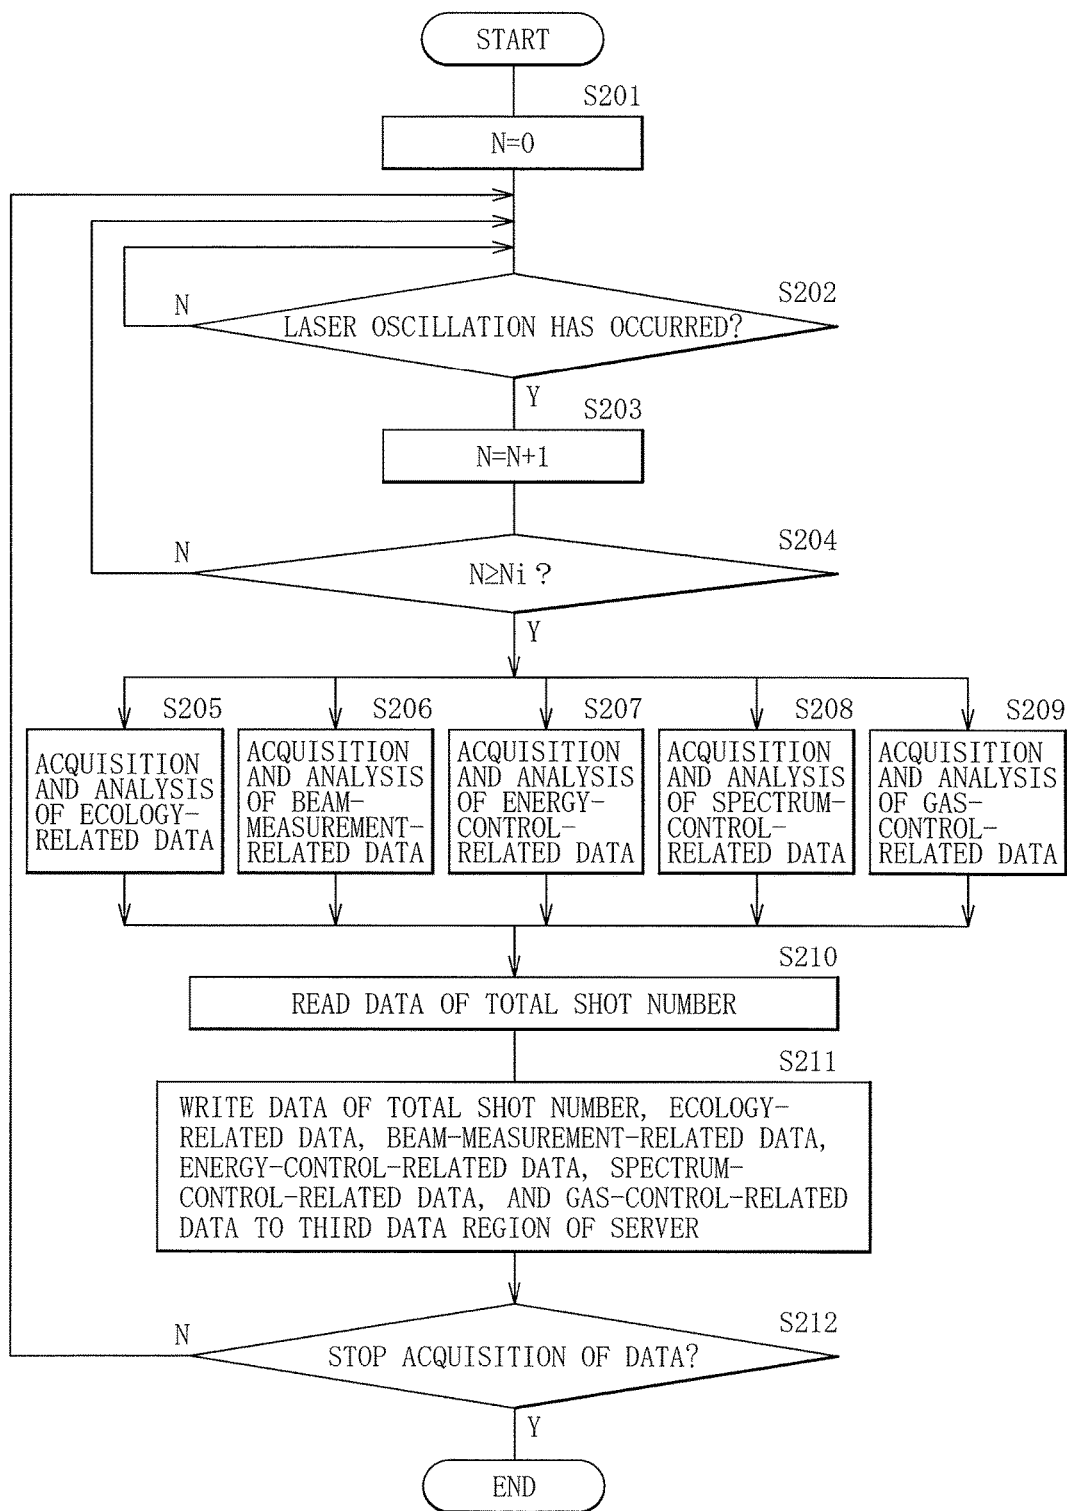 START
S201
N=0
S202
N
LASER OSCILLATION HAS OCCURRED?
Y
S203
N=N+1
S204
N
N≥Ni?
Y
S205
ACQUISITION
AND ANALYSIS
OF ECOLOGY-
RELATED DATA
S206
ACQUISITION
AND ANALYSIS
OF BEAM-
MEASUREMENT-
RELATED DATA
S207
ACQUISITION
AND ANALYSIS
OF ENERGY-
CONTROL-
RELATED DATA
S208
ACQUISITION
AND ANALYSIS
OF SPECTRUM-
CONTROL-
RELATED DATA
S209
ACQUISITION
AND ANALYSIS
OF GAS-
CONTROL-
RELATED DATA
S210
READ DATA OF TOTAL SHOT NUMBER
S211
WRITE DATA OF TOTAL SHOT NUMBER, ECOLOGY-
RELATED DATA, BEAM-MEASUREMENT-RELATED DATA,
ENERGY-CONTROL-RELATED DATA, SPECTRUM-
CONTROL-RELATED DATA, AND GAS-CONTROL-RELATED
DATA TO THIRD DATA REGION OF SERVER
S212
N
STOP ACQUISITION OF DATA?
Y
END